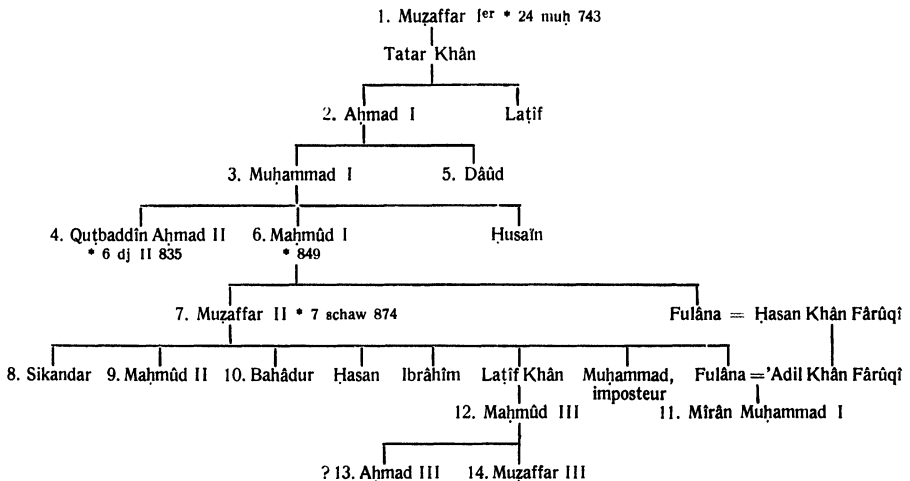 1. Muẓaffar Iᵉʳ * 24 muḥ 743
Tatar Khân
2. Aḥmad I Laṭîf
3. Muḥammad I 5. Dâûd
4. Quṭbaddîn Aḥmad II 6. Maḥmûd I Ḥusaïn
* 6 dj II 835 * 849
7. Muẓaffar II * 7 schaw 874 Fulâna = Ḥasan Khân Fârûqî
8. Sikandar 9. Maḥmûd II 10. Bahâdur Ḥasan Ibrâhîm Laṭîf Khân Muḥammad, Fulâna = 'Adil Khân Fârûqî
imposteur
12. Maḥmûd III 11. Mîrân Muḥammad I
? 13. Aḥmad III 14. Muẓaffar III